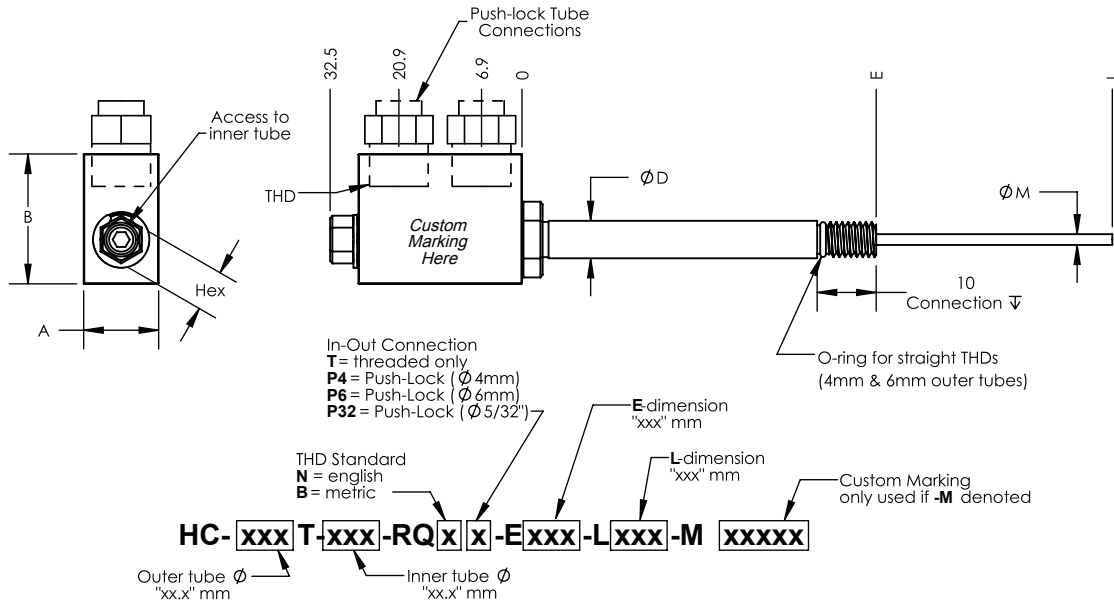 Push-lock Tube
Connections
32.5
20.9
6.9
0
E
L
Access to
inner tube
THD
B
A
Hex
Custom
Marking
Here
ØD
ØM
10
Connection ↧
O-ring for straight THDs
(4mm & 6mm outer tubes)
In-Out Connection
T = threaded only
P4 = Push-Lock (Ø4mm)
P6 = Push-Lock (Ø6mm)
P32 = Push-Lock (Ø5/32")
E-dimension
"xxx" mm
THD Standard
N = english
B = metric
L-dimension
"xxx" mm
Custom Marking
only used if -M denoted
HC- xxx T- xxx -RQ x x -E xxx -L xxx -M xxxxx
Outer tube Ø
"xx.x" mm
Inner tube Ø
"xx.x" mm